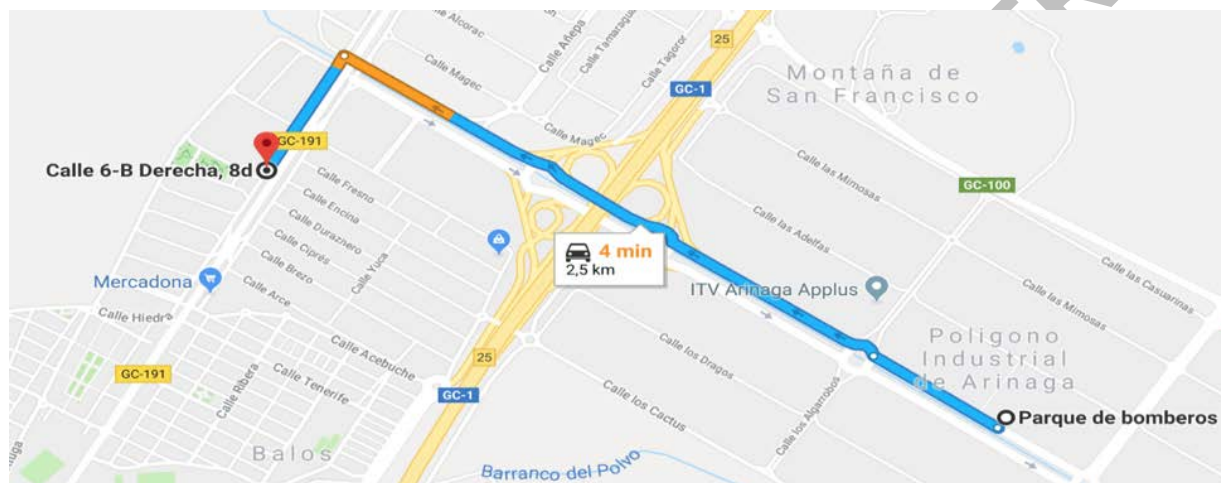 Calle Alcorac
Calle Añepa
Calle Tamaragua
Calle Tagoror
25
GC-1
Montaña de
San Francisco
Calle Magec
Calle Magec
GC-191
Calle 6-B Derecha, 8d
Calle las Mimosas
GC-100
Calle Fresno
Calle Encina
Calle Duraznero
Calle Ciprés
Calle Brezo
Calle Yuca
Calle Arce
Calle las Adelfas
Calle las Casuarinas
4 min
2,5 km
Mercadona
ITV Arinaga Applus
Calle las Mimosas
Calle Hiedra
Poligono
Industrial
de Arinaga
25
GC-1
Calle Acebuche
Calle los Dragos
GC-191
Calle Ribera
Calle Tenerife
Calle los Cactus
Calle los Algarrobos
Parque de bomberos
Balos
Barranco del Polvo